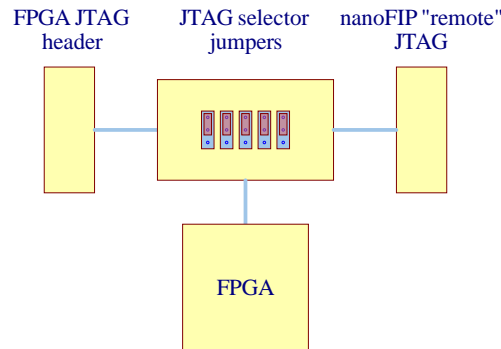 FPGA JTAG
header
JTAG selector
jumpers
nanoFIP "remote"
JTAG
FPGA